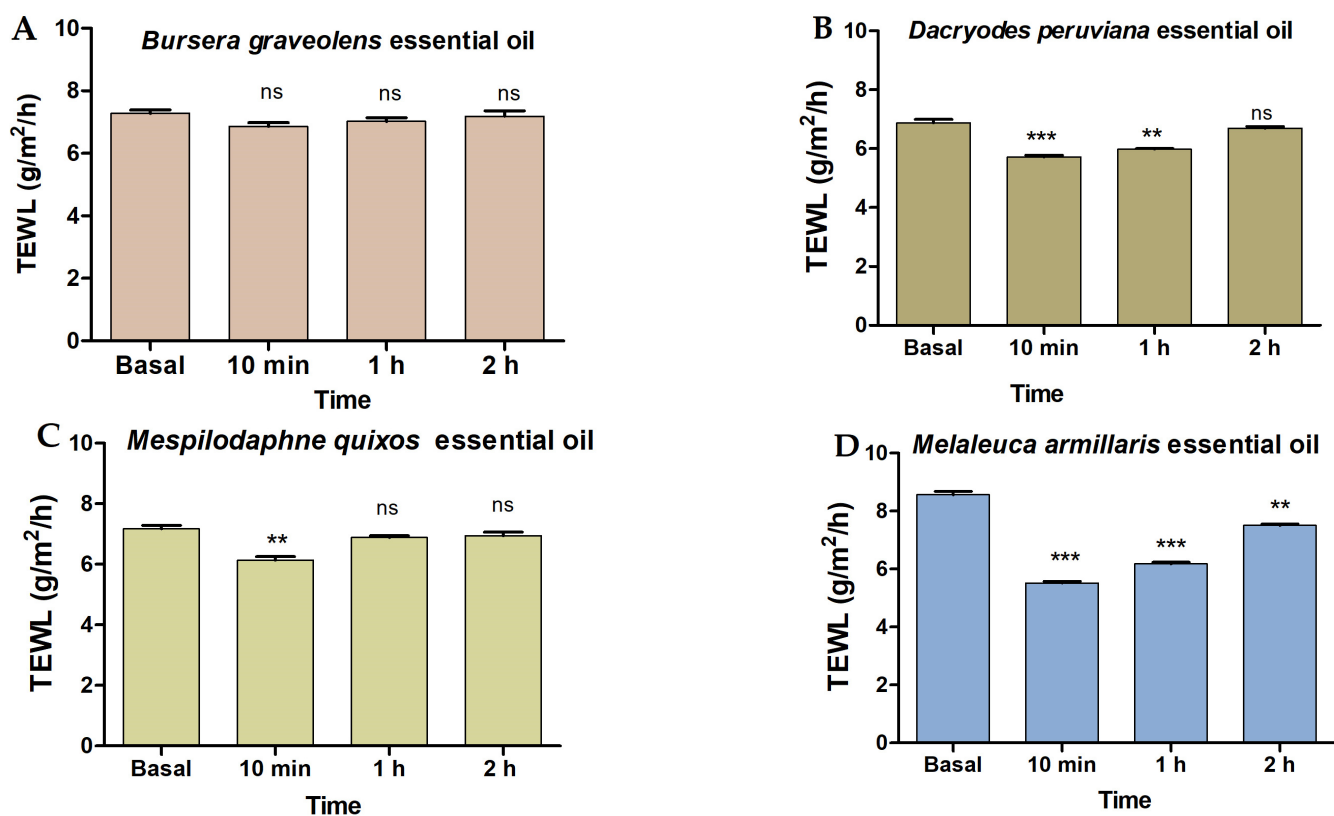 A
Bursera graveolens essential oil
TEWL (g/m²/h)
10
8
6
4
2
0
ns
ns
ns
Basal
10 min
1 h
2 h
Time
B
Dacryodes peruviana essential oil
TEWL (g/m²/h)
10
8
6
4
2
0
***
**
ns
Basal
10 min
1 h
2 h
Time
C
Mespilodaphne quixos essential oil
TEWL (g/m²/h)
10
8
6
4
2
0
**
ns
ns
Basal
10 min
1 h
2 h
Time
D
Melaleuca armillaris essential oil
TEWL (g/m²/h)
10
8
6
4
2
0
***
***
**
Basal
10 min
1 h
2 h
Time